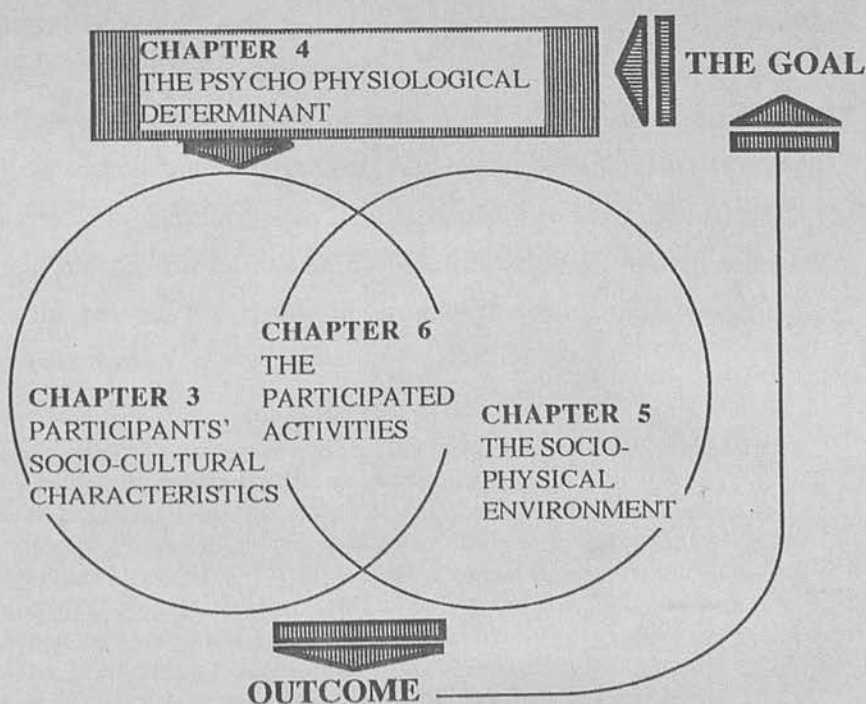 CHAPTER 4
THE PSYCHO PHYSIOLOGICAL
DETERMINANT
THE GOAL
CHAPTER 6
THE
PARTICIPATED
ACTIVITIES
CHAPTER 3
PARTICIPANTS'
SOCIO-CULTURAL
CHARACTERISTICS
CHAPTER 5
THE SOCIO-
PHYSICAL
ENVIRONMENT
OUTCOME